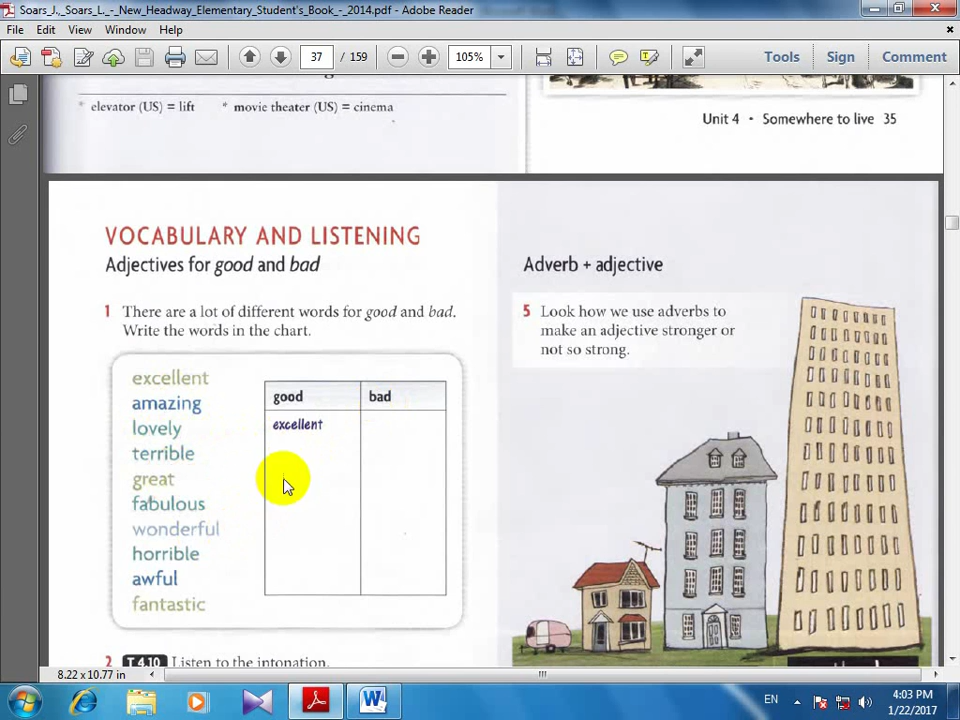 Soars_J.,_Soars_L._-_New_Headway_Elementary_Student's_Book_-_2014.pdf - Adobe Reader
File Edit View Window Help
37 / 159 105% Tools Sign Comment
* elevator (US) = lift * movie theater (US) = cinema
Unit 4 • Somewhere to live 35
VOCABULARY AND LISTENING
Adjectives for good and bad
1 There are a lot of different words for good and bad.
Write the words in the chart.
excellent
amazing
lovely
terrible
great
fabulous
wonderful
horrible
awful
fantastic
good bad
excellent
2 T 4.10 Listen to the intonation.
Adverb + adjective
5 Look how we use adverbs to
make an adjective stronger or
not so strong.
8.22 x 10.77 in
EN
4:03 PM
1/22/2017